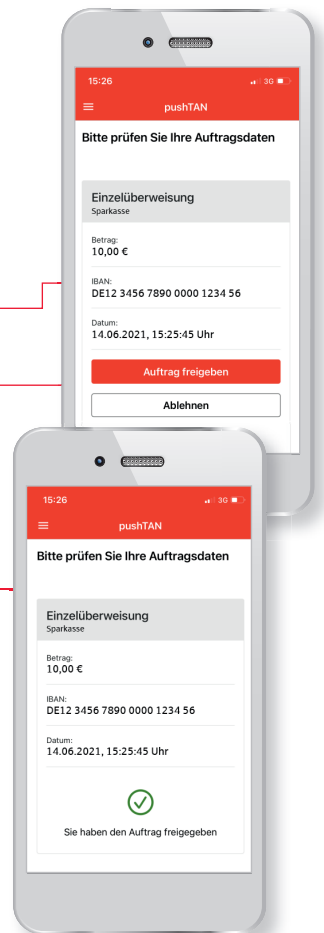 15:26 3G
pushTAN
Bitte prüfen Sie Ihre Auftragsdaten
Einzelüberweisung
Sparkasse
Betrag:
10,00 €
IBAN:
DE12 3456 7890 0000 1234 56
Datum:
14.06.2021, 15:25:45 Uhr
Auftrag freigeben
Ablehnen
15:26 3G
pushTAN
Bitte prüfen Sie Ihre Auftragsdaten
Einzelüberweisung
Sparkasse
Betrag:
10,00 €
IBAN:
DE12 3456 7890 0000 1234 56
Datum:
14.06.2021, 15:25:45 Uhr
Sie haben den Auftrag freigegeben